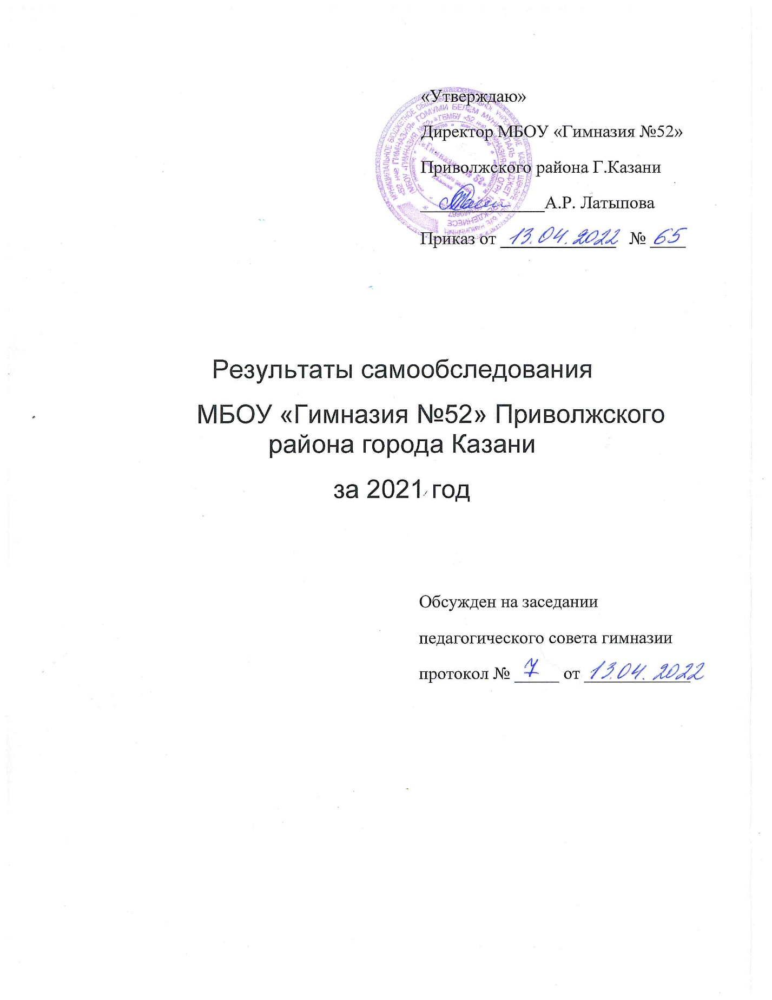 «Утверждаю»
Директор МБОУ «Гимназия №52»
Приволжского района Г.Казани
А.Р. Латыпова
Приказ от 13.04.2022 № 65
Результаты самообследования
МБОУ «Гимназия №52» Приволжского
района города Казани
за 2021 год
Обсужден на заседании
педагогического совета гимназии
протокол № 7 от 13.04.2022